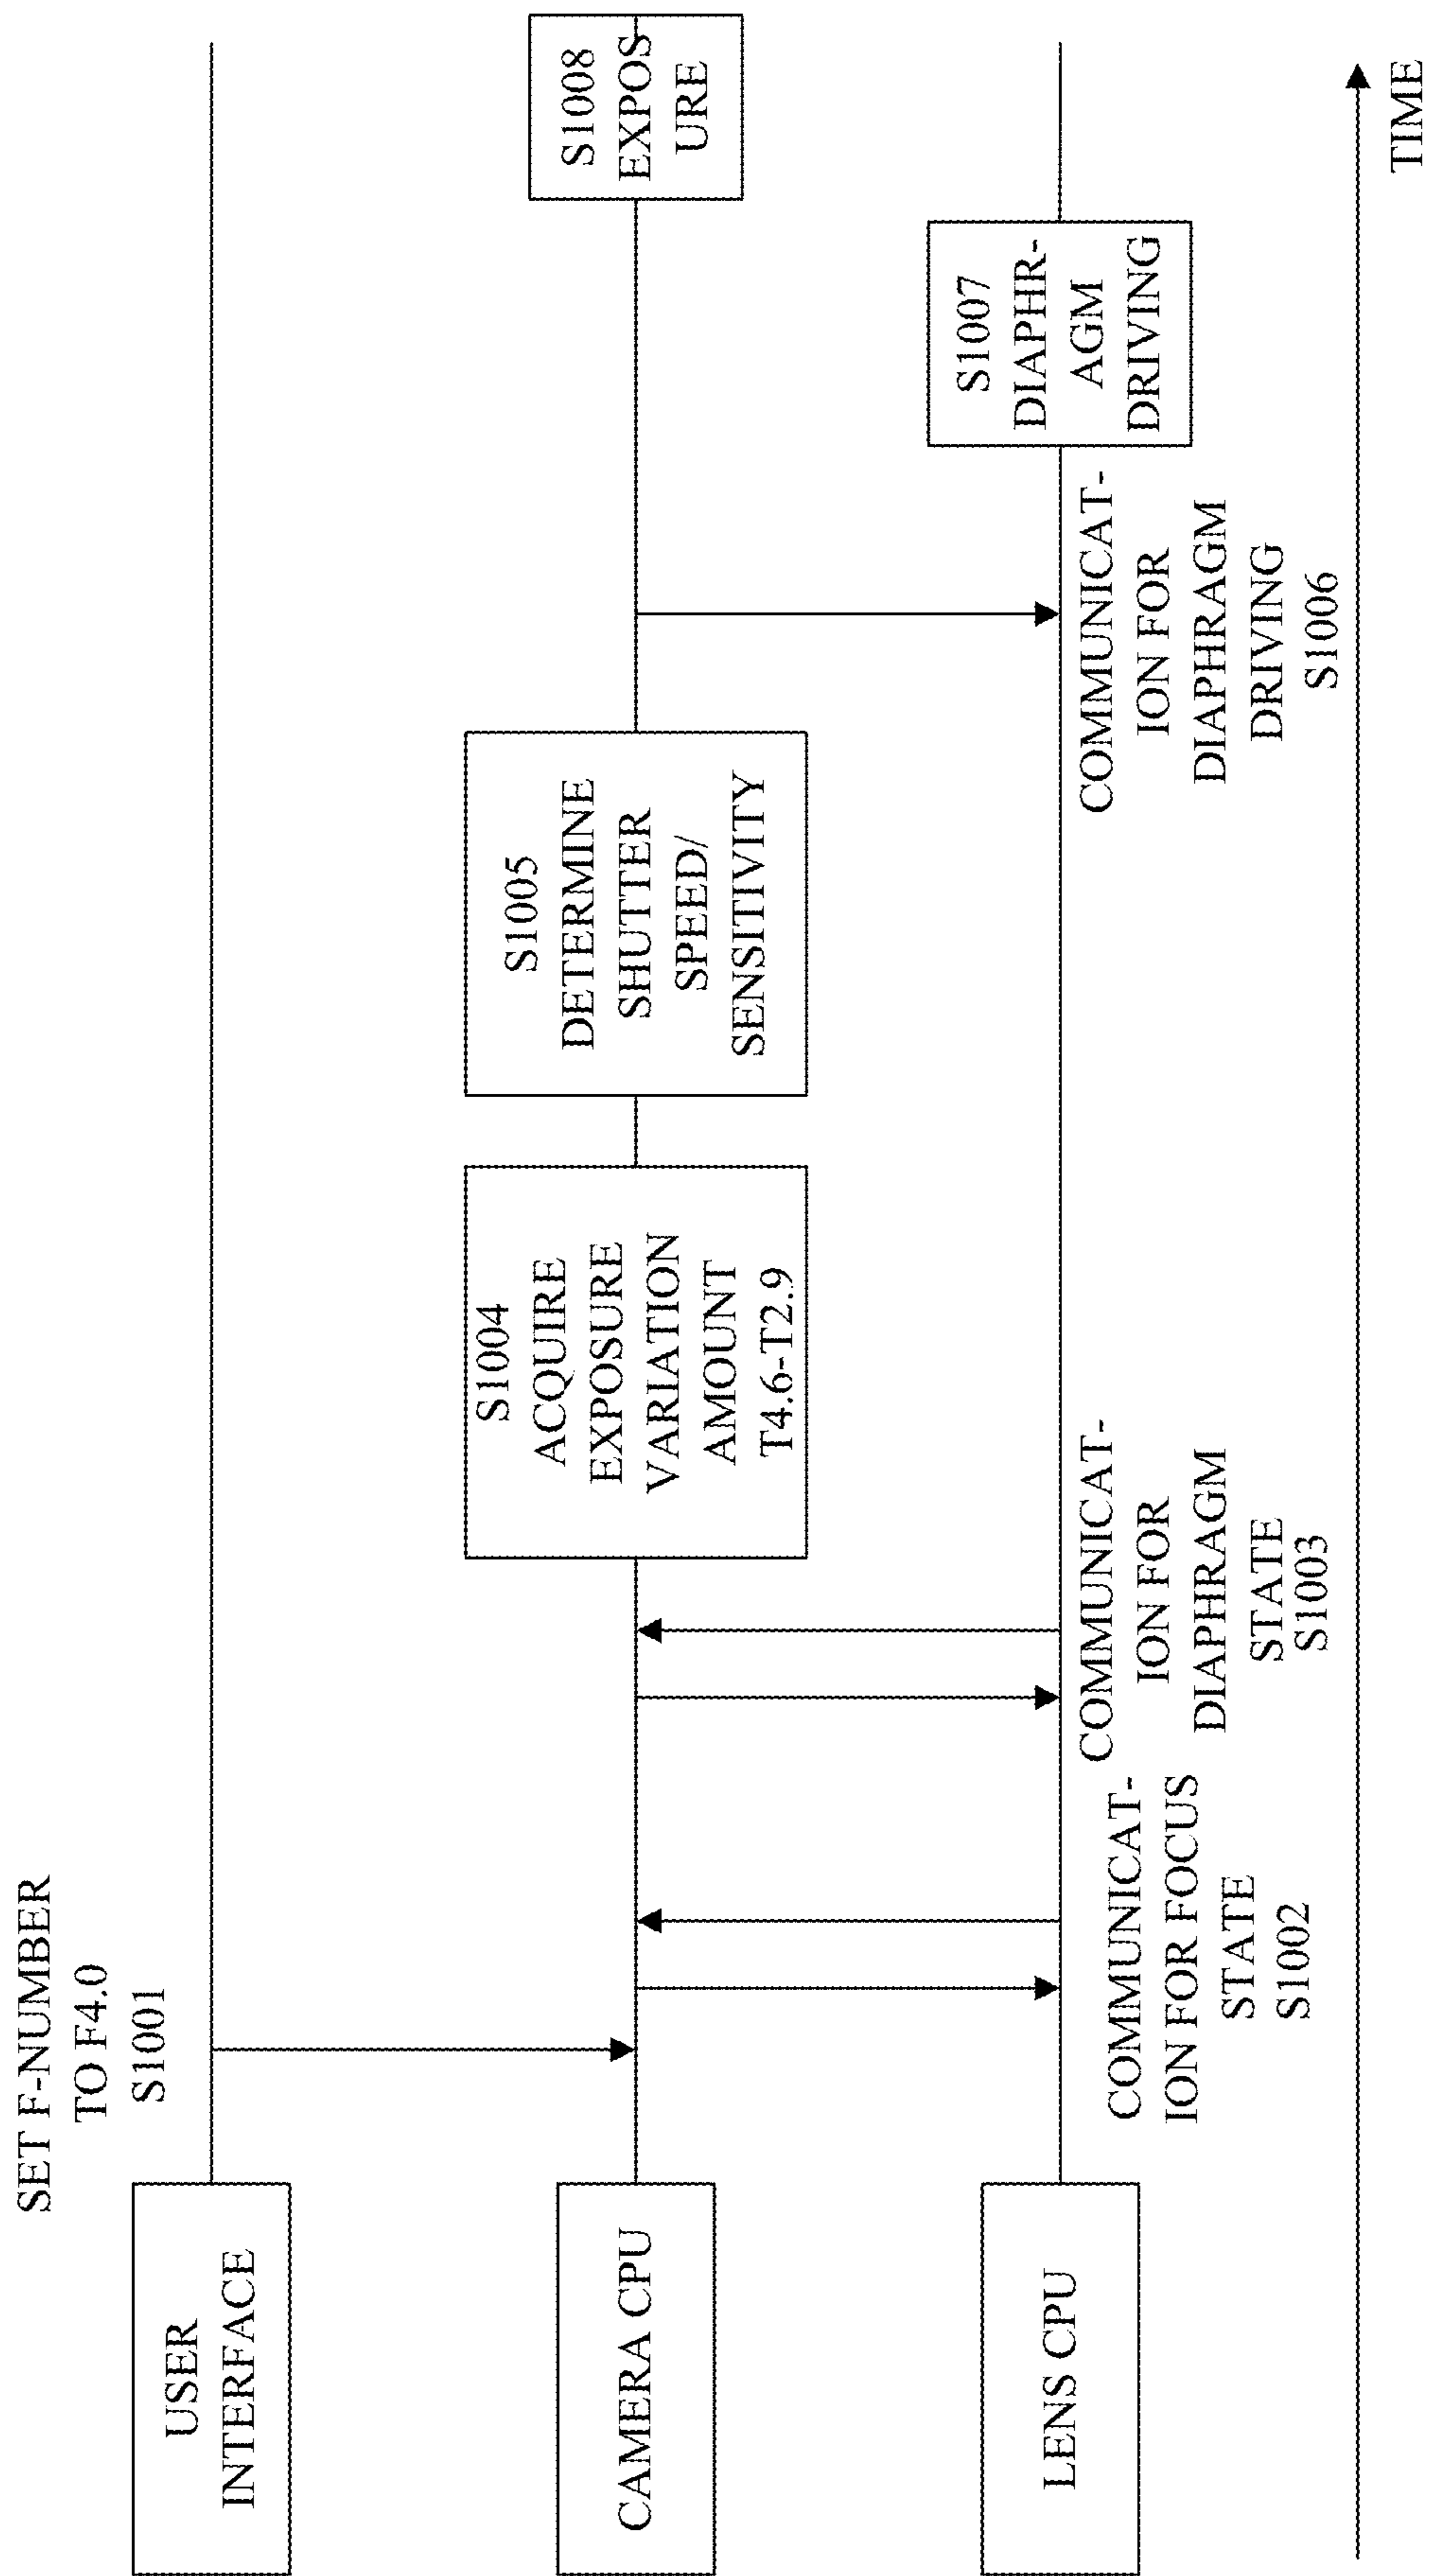 SET F-NUMBER
TO F4.0
S1001
USER
INTERFACE
CAMERA CPU
S1004
ACQUIRE
EXPOSURE
VARIATION
AMOUNT
T4.6-T2.9
S1005
DETERMINE
SHUTTER
SPEED/
SENSITIVITY
S1008
EXPOS
URE
LENS CPU
COMMUNICAT-
ION FOR FOCUS
STATE
S1002
COMMUNICAT-
ION FOR
DIAPHRAGM
STATE
S1003
COMMUNICAT-
ION FOR
DIAPHRAGM
DRIVING
S1006
S1007
DIAPHR-
AGM
DRIVING
TIME